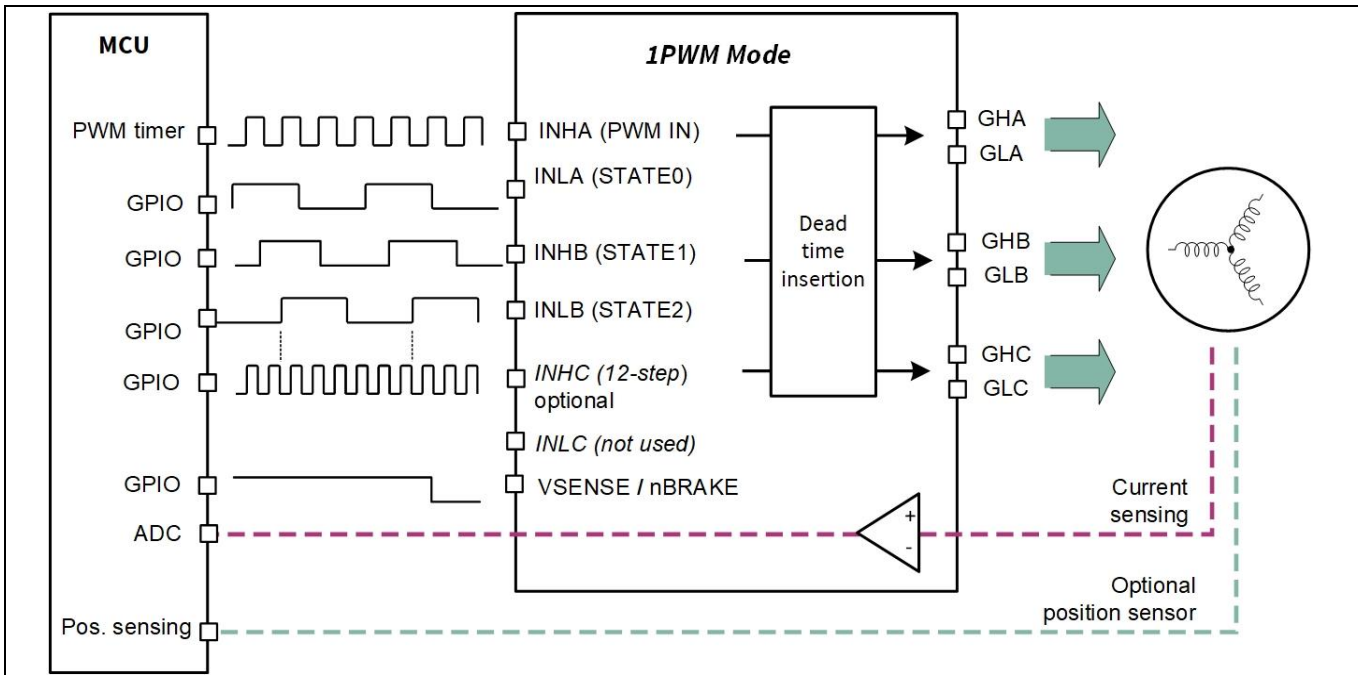 MCU
1PWM Mode
PWM timer
INHA (PWM IN)
GHA
GLA
GPIO
INLA (STATE0)
GPIO
INHB (STATE1)
Dead
time
insertion
GHB
GLB
GPIO
INLB (STATE2)
GPIO
INHC (12-step)
optional
GHC
GLC
INLC (not used)
GPIO
VSENSE / nBRAKE
ADC
+
-
Current
sensing
Pos. sensing
Optional
position sensor